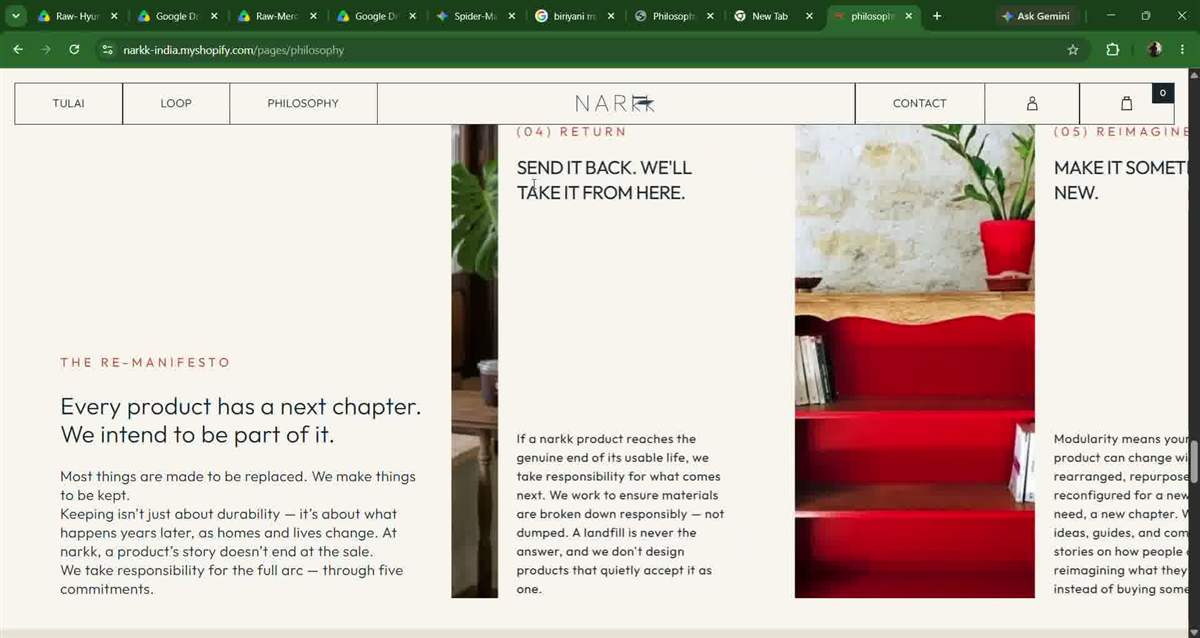 Raw- Hyu
Google Dr
Raw-Merc
Google Dr
Spider-Ma
biriyani m
Philosoph
New Tab
philosoph
Ask Gemini
narkk-india.myshopify.com/pages/philosophy
TULAI
LOOP
PHILOSOPHY
NARKK
CONTACT
0
THE RE-MANIFESTO
Every product has a next chapter.
We intend to be part of it.
Most things are made to be replaced. We make things
to be kept.
Keeping isn't just about durability — it's about what
happens years later, as homes and lives change. At
narkk, a product's story doesn't end at the sale.
We take responsibility for the full arc — through five
commitments.
(04) RETURN
SEND IT BACK. WE'LL
TAKE IT FROM HERE.
If a narkk product reaches the
genuine end of its usable life, we
take responsibility for what comes
next. We work to ensure materials
are broken down responsibly — not
dumped. A landfill is never the
answer, and we don't design
products that quietly accept it as
one.
(05) REIMAGINE
MAKE IT SOMET
NEW.
Modularity means your
product can change wi
rearranged, repurpose
reconfigured for a new
need, a new chapter. W
ideas, guides, and com
stories on how people
reimagining what they
instead of buying some